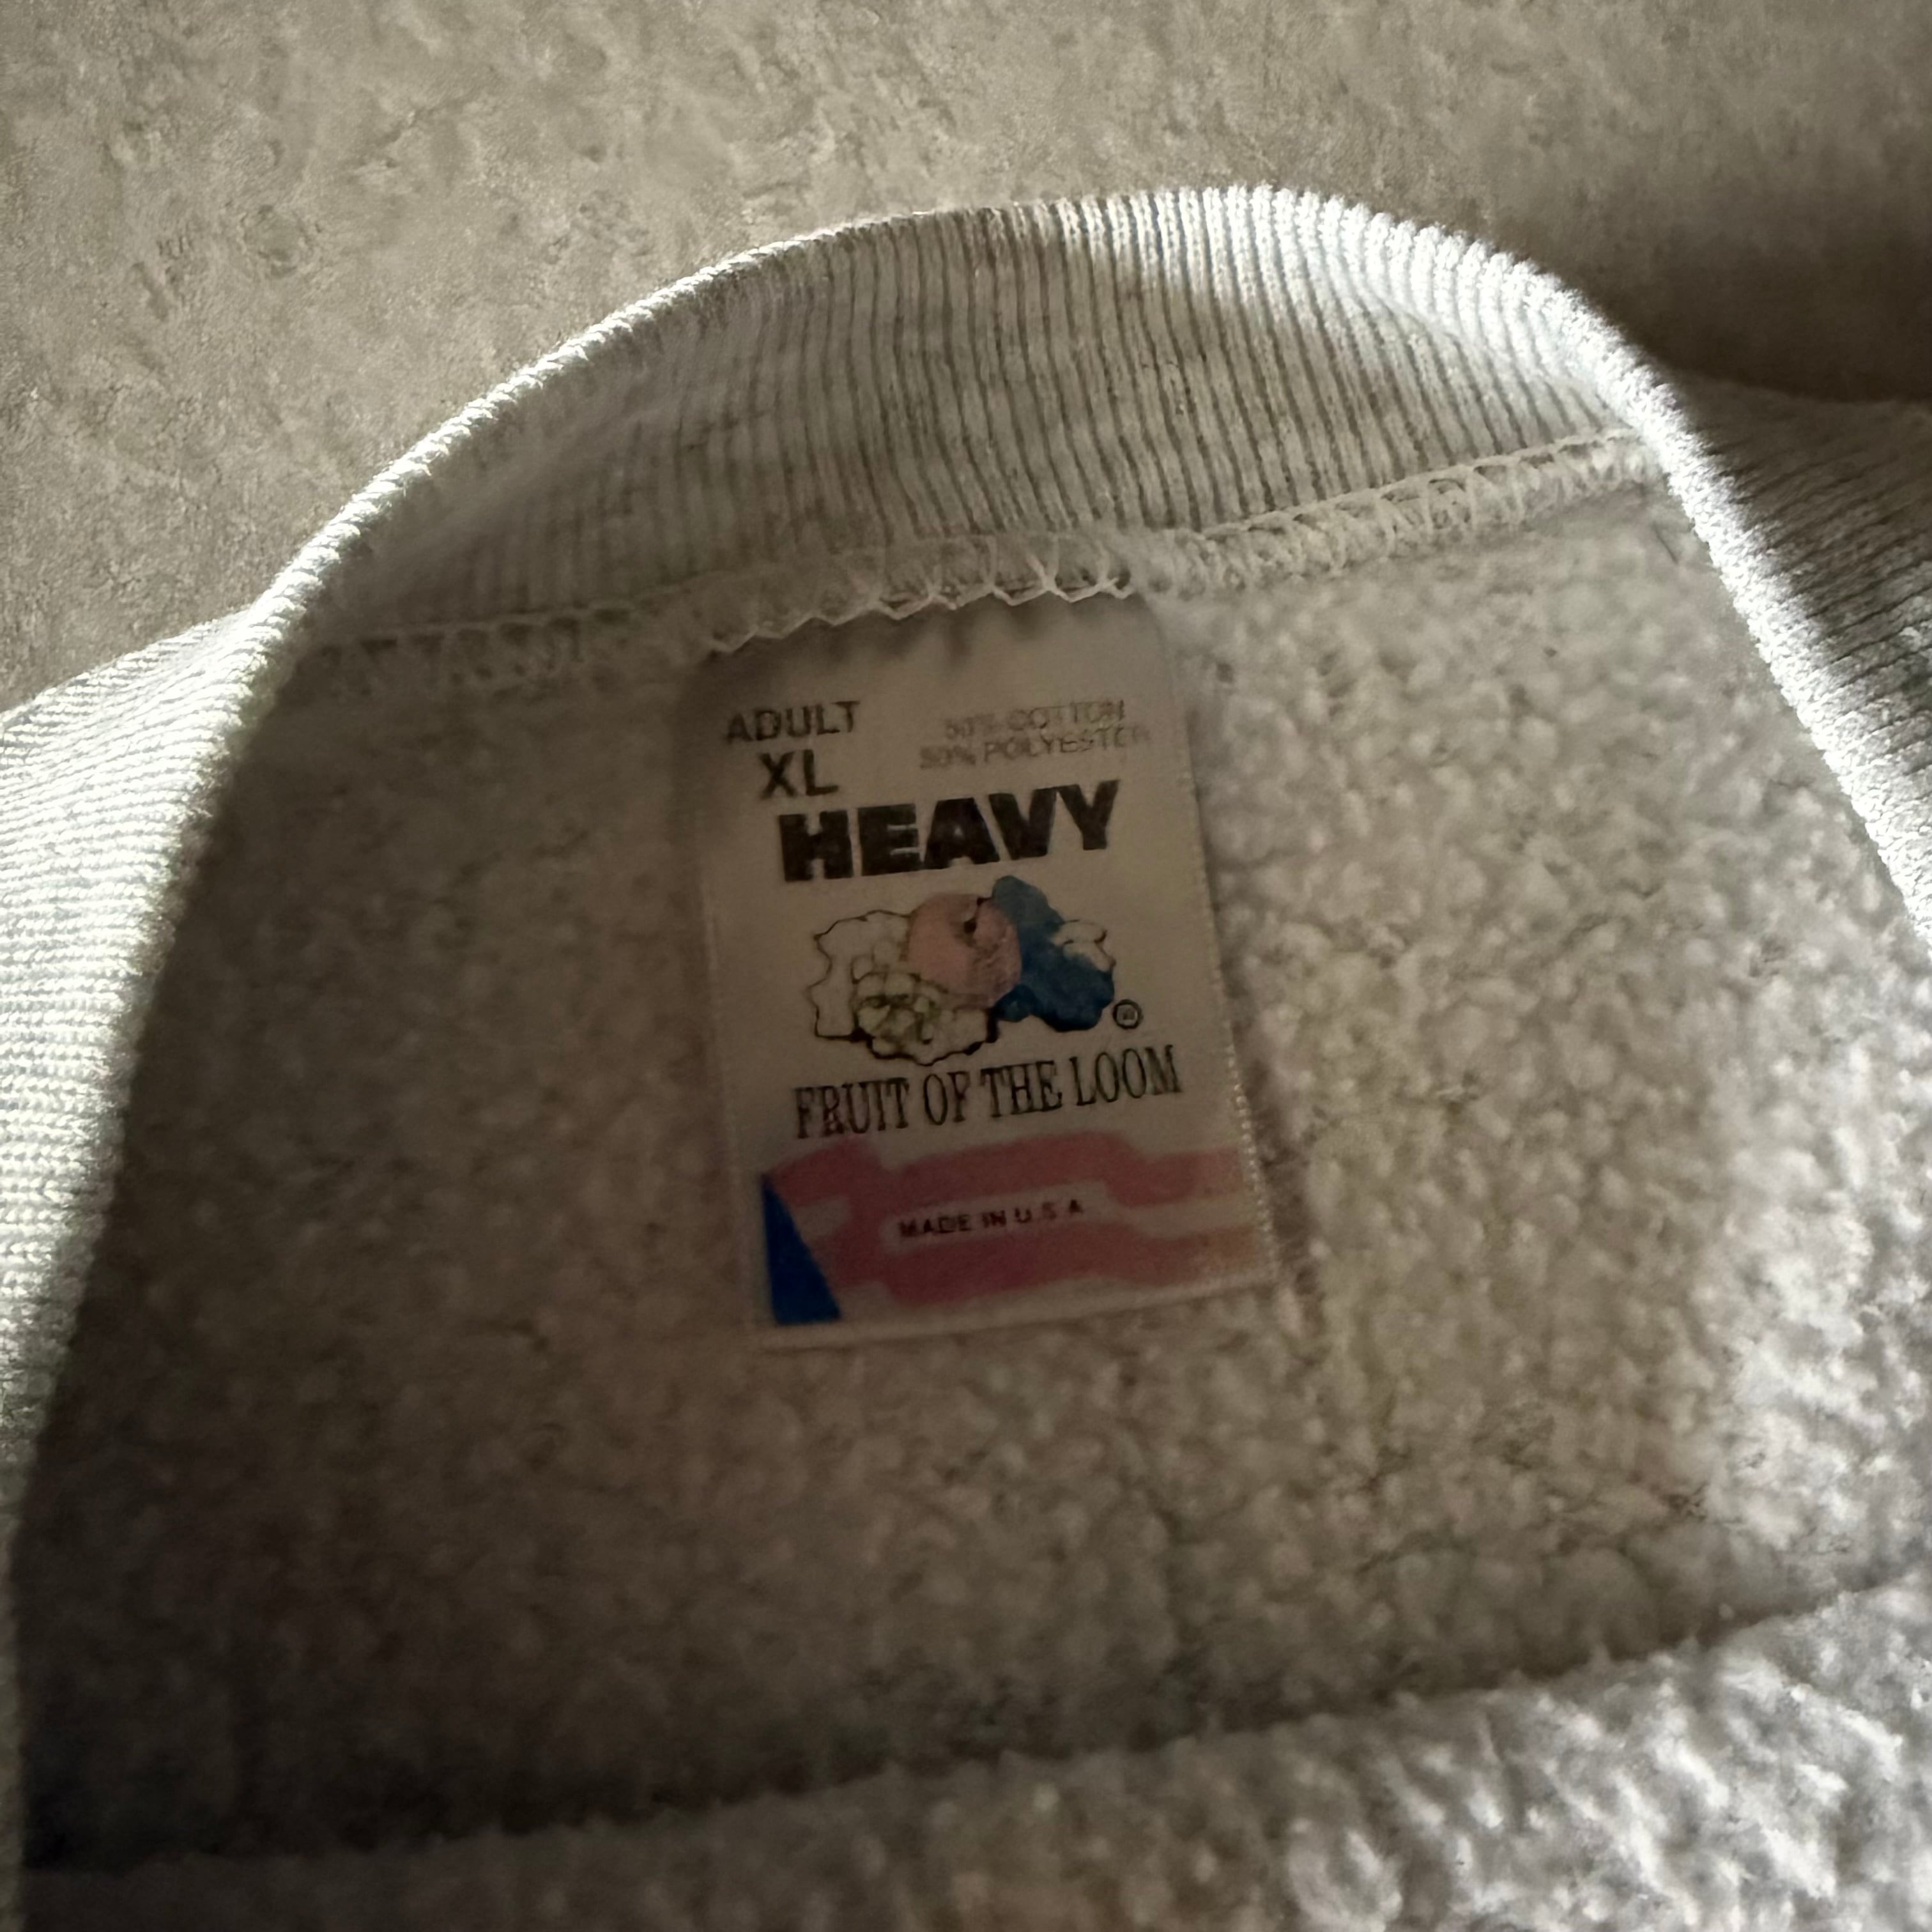 ADULT
XL
50% COTTON
50% POLYESTER
HEAVY
®
FRUIT OF THE LOOM
MADE IN U.S.A